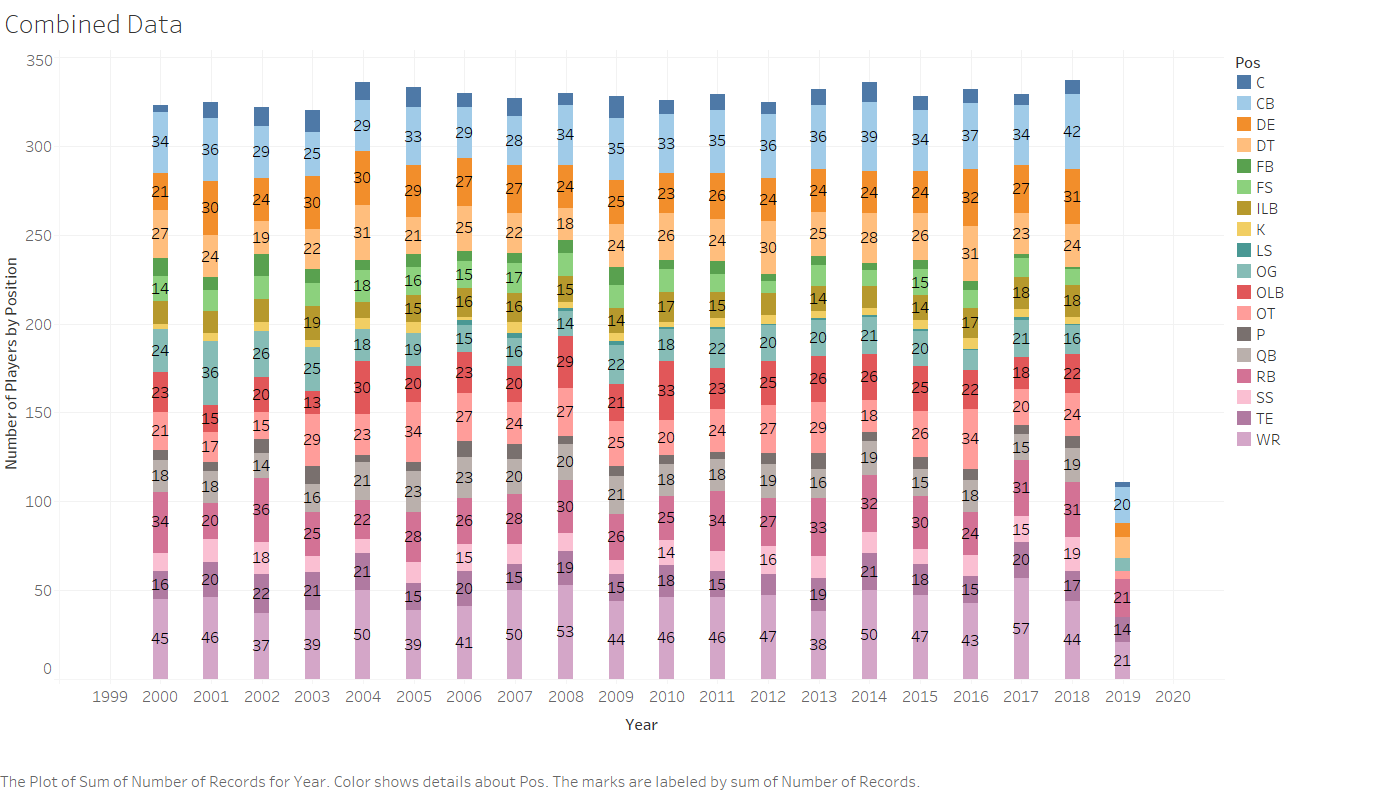 Combined Data
350
300
250
200
150
100
50
0
Number of Players by Position
34 21 27 14 24 23 21 18 34 16 45
36 30 24 36 15 17 18 20 20 46
29 24 19 26 20 15 14 36 18 22 37
25 30 22 19 25 13 29 16 25 21 39
29 30 31 18 18 30 23 21 22 21 50
33 29 21 16 15 19 20 34 23 28 15 39
29 27 25 15 16 15 23 27 23 26 15 20 41
28 27 22 17 16 16 20 24 20 28 15 50
34 24 18 15 14 29 27 20 30 19 53
35 25 24 14 22 21 25 21 26 15 44
33 23 26 17 18 33 20 18 25 14 18 46
35 26 24 15 22 23 24 18 34 15 46
36 24 30 20 25 27 19 27 16 47
36 24 25 14 20 26 29 16 33 19 38
39 24 28 21 26 18 19 32 21 50
34 24 26 15 14 20 25 26 15 30 18 47
37 32 31 17 22 34 18 24 15 43
34 27 23 18 21 18 20 15 31 15 20 57
42 31 24 18 16 22 24 19 31 19 17 44
20 21 14 21
1999 2000 2001 2002 2003 2004 2005 2006 2007 2008 2009 2010 2011 2012 2013 2014 2015 2016 2017 2018 2019 2020
Year
Pos
C
CB
DE
DT
FB
FS
ILB
K
LS
OG
OLB
OT
P
QB
RB
SS
TE
WR
The Plot of Sum of Number of Records for Year. Color shows details about Pos. The marks are labeled by sum of Number of Records.